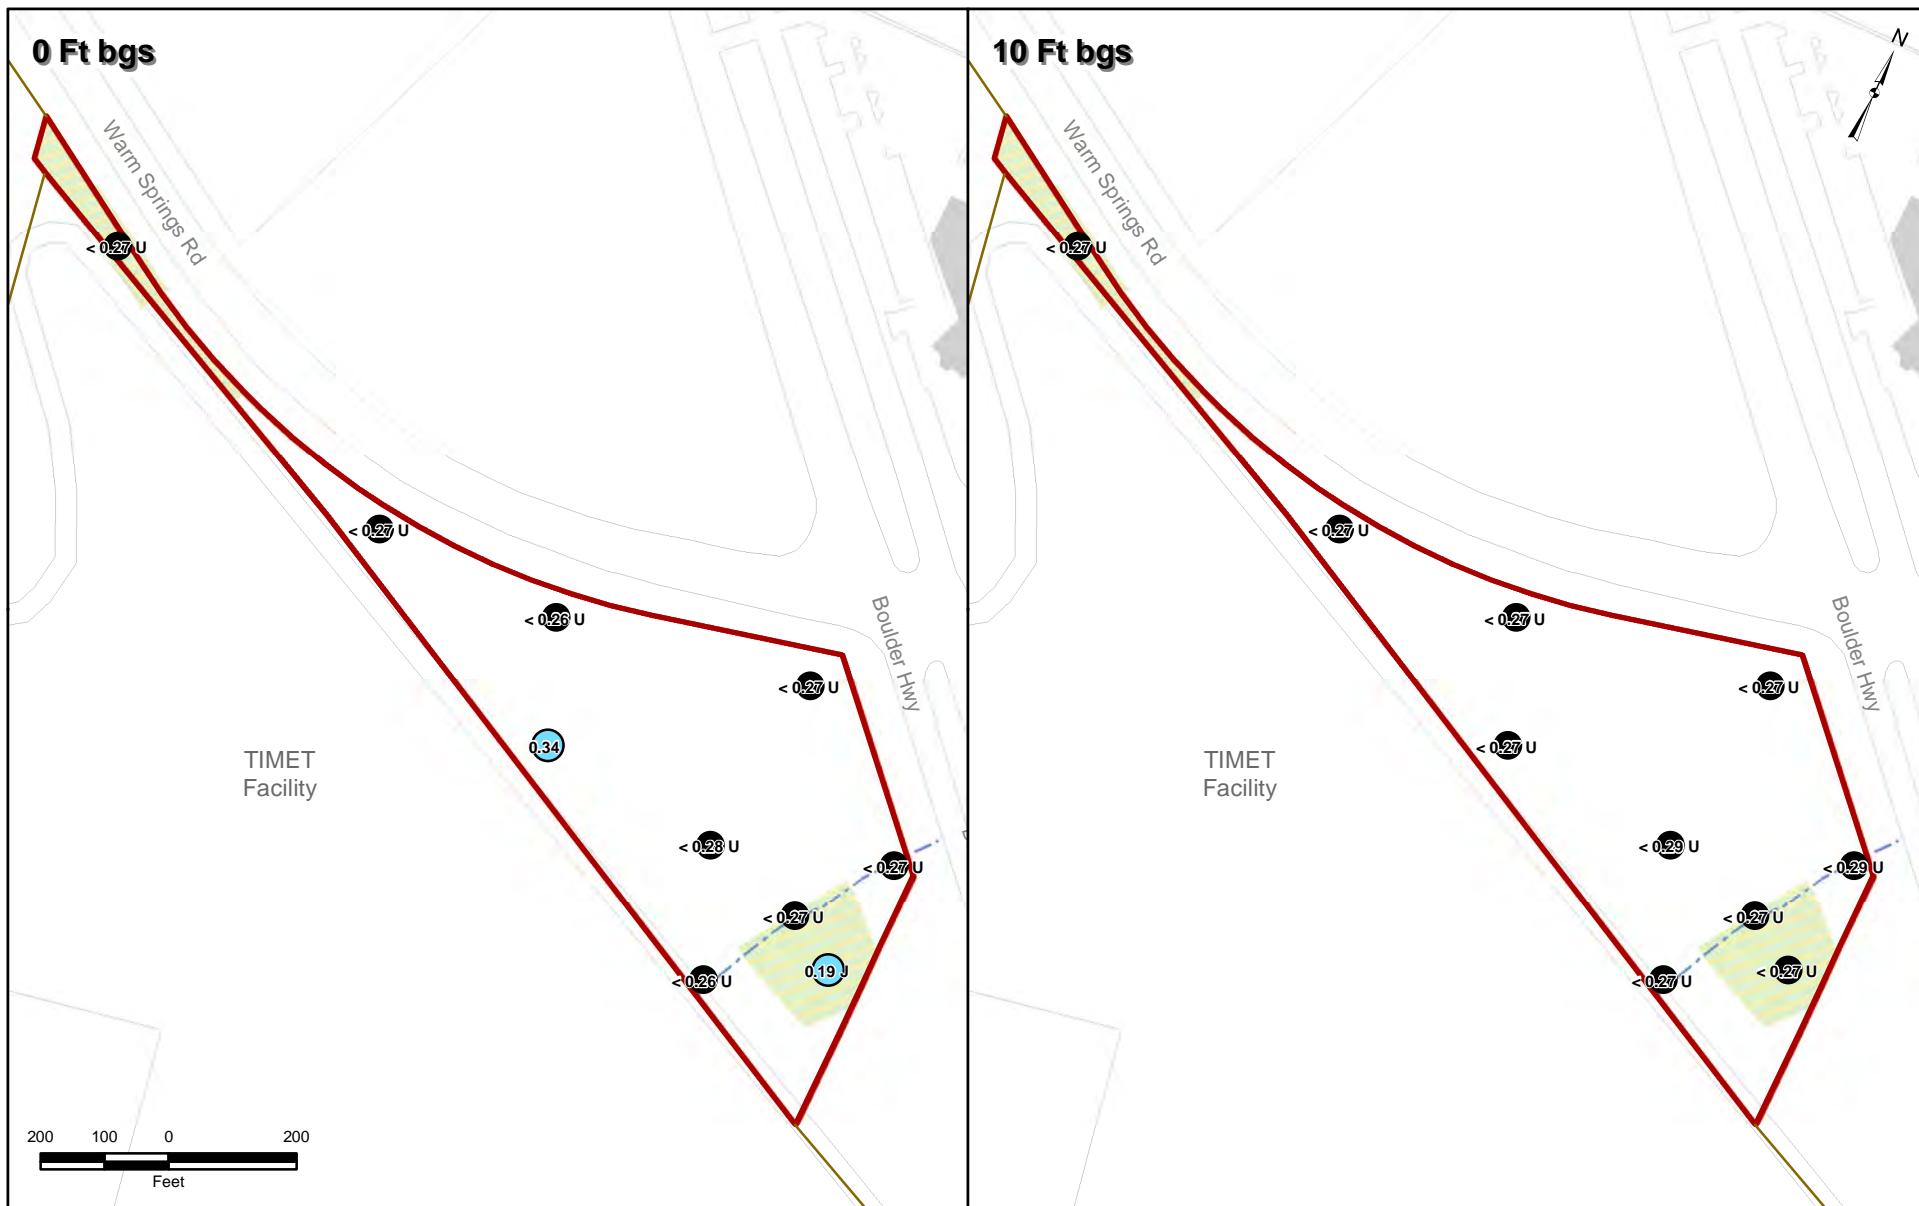 0 Ft bgs
Warm Springs Rd
< 0.27 U
< 0.27 U
< 0.26 U
< 0.27 U
Boulder Hwy
0.34
TIMET
Facility
< 0.28 U
< 0.27 U
< 0.27 U
0.19 J
< 0.26 U
200 100 0 200
Feet
10 Ft bgs
N
Warm Springs Rd
< 0.27 U
< 0.27 U
< 0.27 U
< 0.27 U
Boulder Hwy
< 0.27 U
TIMET
Facility
< 0.29 U
< 0.29 U
< 0.27 U
< 0.27 U
< 0.27 U